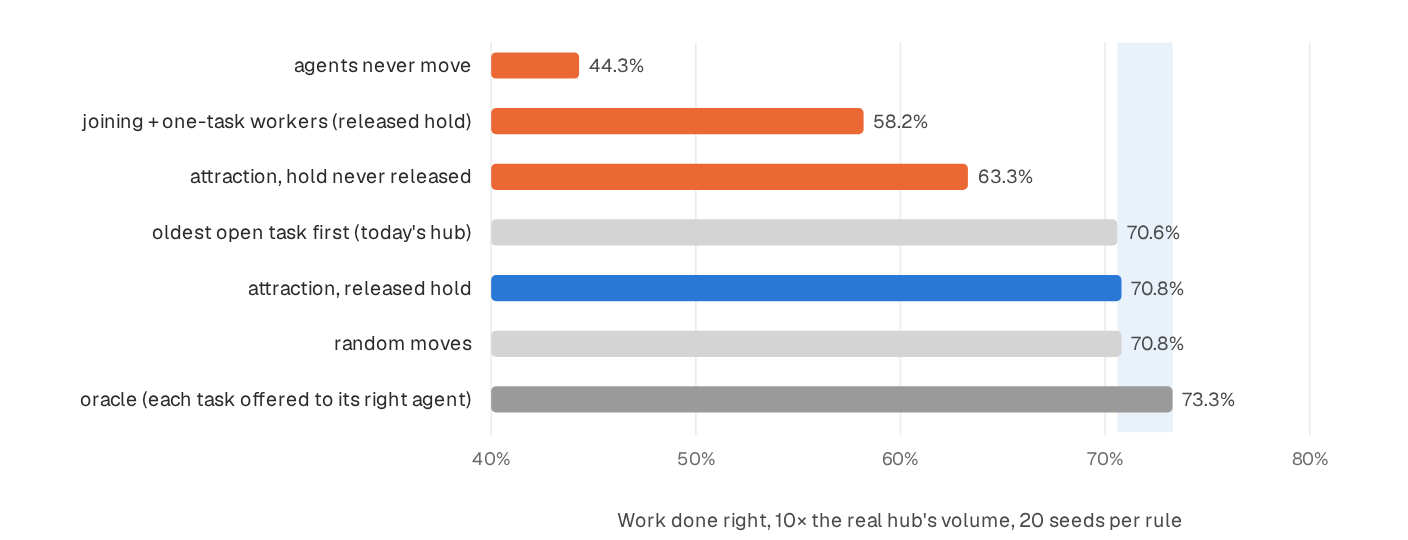 agents never move
44.3%
joining + one-task workers (released hold)
58.2%
attraction, hold never released
63.3%
oldest open task first (today's hub)
70.6%
attraction, released hold
70.8%
random moves
70.8%
oracle (each task offered to its right agent)
73.3%
40% 50% 60% 70% 80%
Work done right, 10× the real hub's volume, 20 seeds per rule